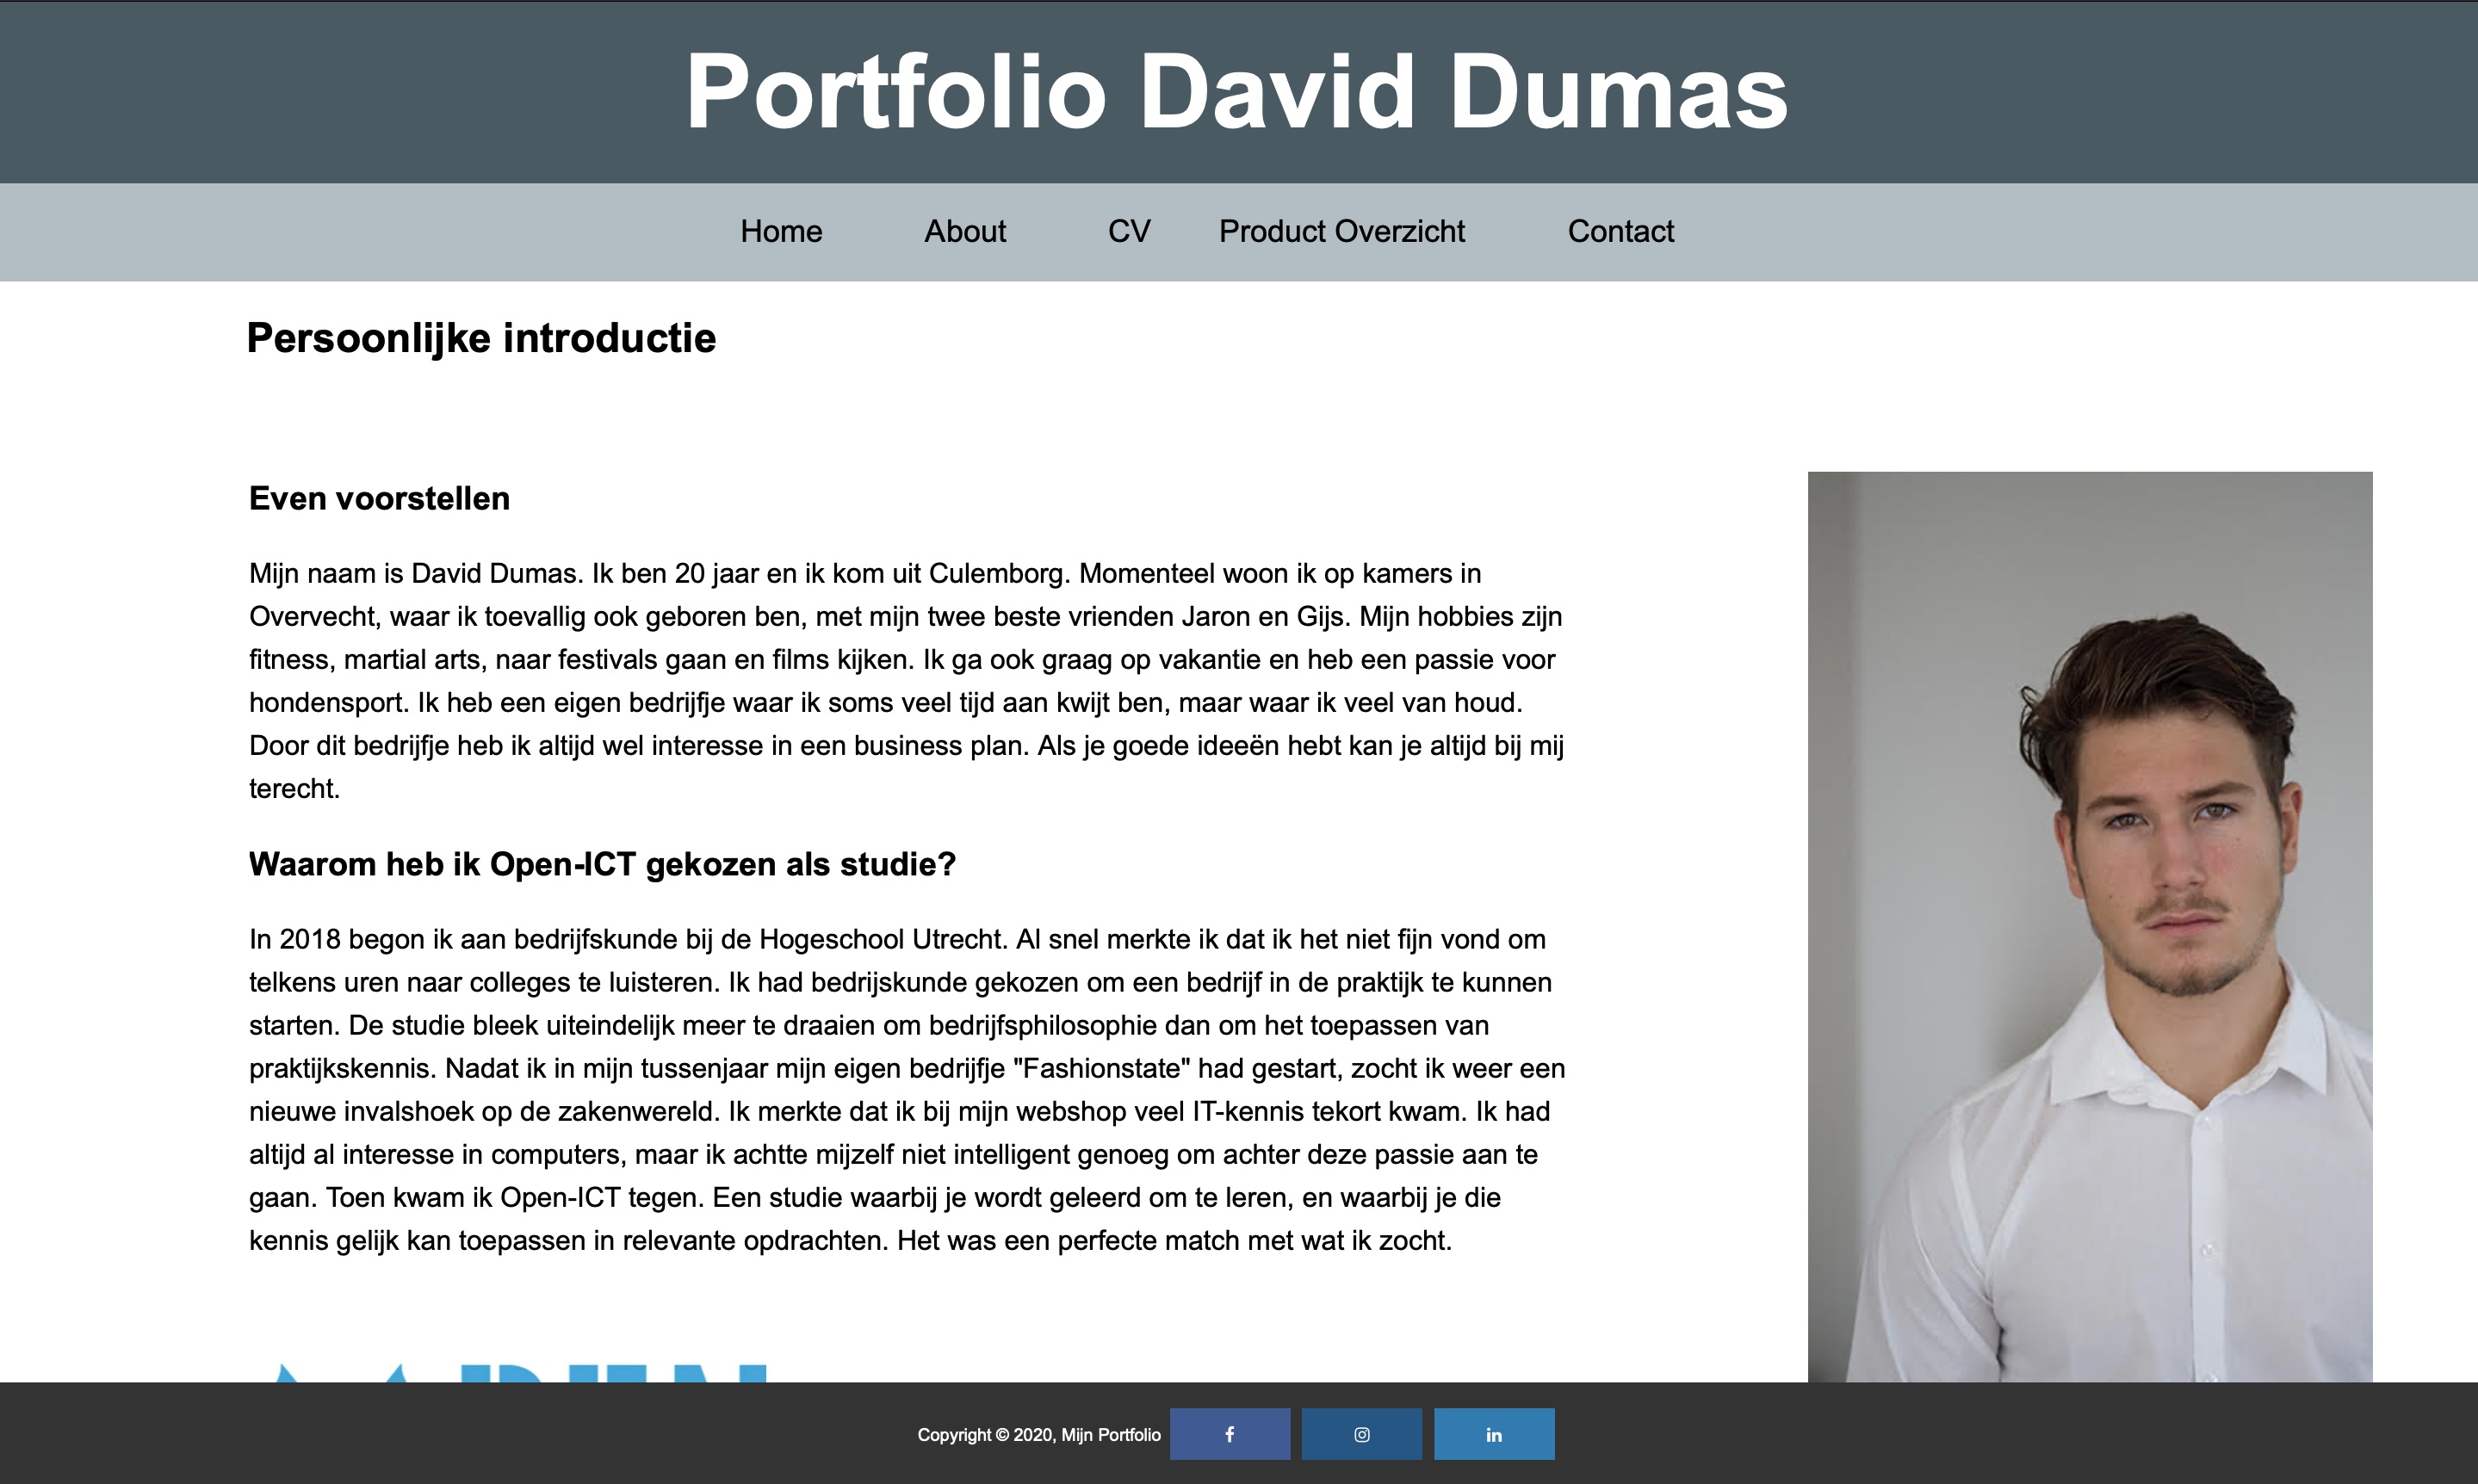 Portfolio David Dumas
Home About CV Product Overzicht Contact
Persoonlijke introductie
Even voorstellen
Mijn naam is David Dumas. Ik ben 20 jaar en ik kom uit Culemborg. Momenteel woon ik op kamers in
Overvecht, waar ik toevallig ook geboren ben, met mijn twee beste vrienden Jaron en Gijs. Mijn hobbies zijn
fitness, martial arts, naar festivals gaan en films kijken. Ik ga ook graag op vakantie en heb een passie voor
hondensport. Ik heb een eigen bedrijfje waar ik soms veel tijd aan kwijt ben, maar waar ik veel van houd.
Door dit bedrijfje heb ik altijd wel interesse in een business plan. Als je goede ideeën hebt kan je altijd bij mij
terecht.
Waarom heb ik Open-ICT gekozen als studie?
In 2018 begon ik aan bedrijfskunde bij de Hogeschool Utrecht. Al snel merkte ik dat ik het niet fijn vond om
telkens uren naar colleges te luisteren. Ik had bedrijskunde gekozen om een bedrijf in de praktijk te kunnen
starten. De studie bleek uiteindelijk meer te draaien om bedrijfsphilosophie dan om het toepassen van
praktijkskennis. Nadat ik in mijn tussenjaar mijn eigen bedrijfje "Fashionstate" had gestart, zocht ik weer een
nieuwe invalshoek op de zakenwereld. Ik merkte dat ik bij mijn webshop veel IT-kennis tekort kwam. Ik had
altijd al interesse in computers, maar ik achtte mijzelf niet intelligent genoeg om achter deze passie aan te
gaan. Toen kwam ik Open-ICT tegen. Een studie waarbij je wordt geleerd om te leren, en waarbij je die
kennis gelijk kan toepassen in relevante opdrachten. Het was een perfecte match met wat ik zocht.
Copyright © 2020, Mijn Portfolio